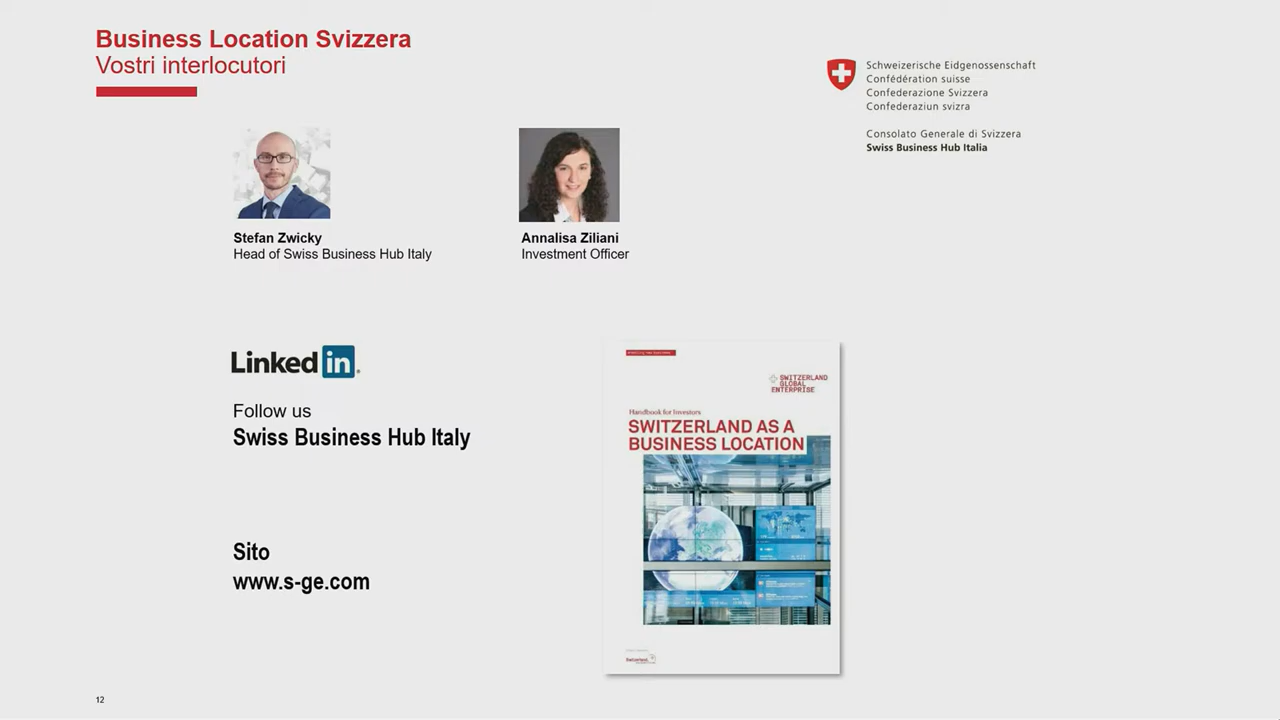 Business Location Svizzera
Vostri interlocutori
Schweizerische Eidgenossenschaft
Confédération suisse
Confederazione Svizzera
Confederaziun svizra
Consolato Generale di Svizzera
Swiss Business Hub Italia
Stefan Zwicky
Head of Swiss Business Hub Italy
Annalisa Ziliani
Investment Officer
Linked in
Follow us
Swiss Business Hub Italy
Sito
www.s-ge.com
SWITZERLAND
GLOBAL
ENTERPRISE
Handbook for Investors
SWITZERLAND AS A
BUSINESS LOCATION
12